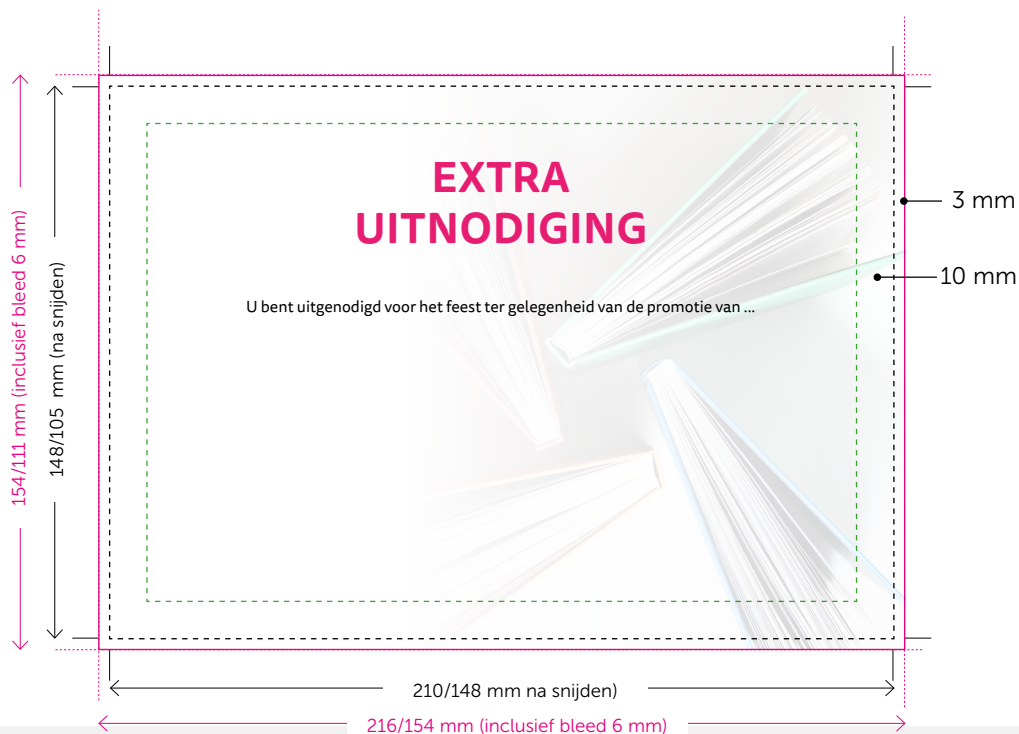 EXTRA
UITNODIGING
3 mm
10 mm
U bent uitgenodigd voor het feest ter gelegenheid van de promotie van ...
154/111 mm (inclusief bleed 6 mm)
148/105 mm (na snijden)
210/148 mm na snijden)
216/154 mm (inclusief bleed 6 mm)